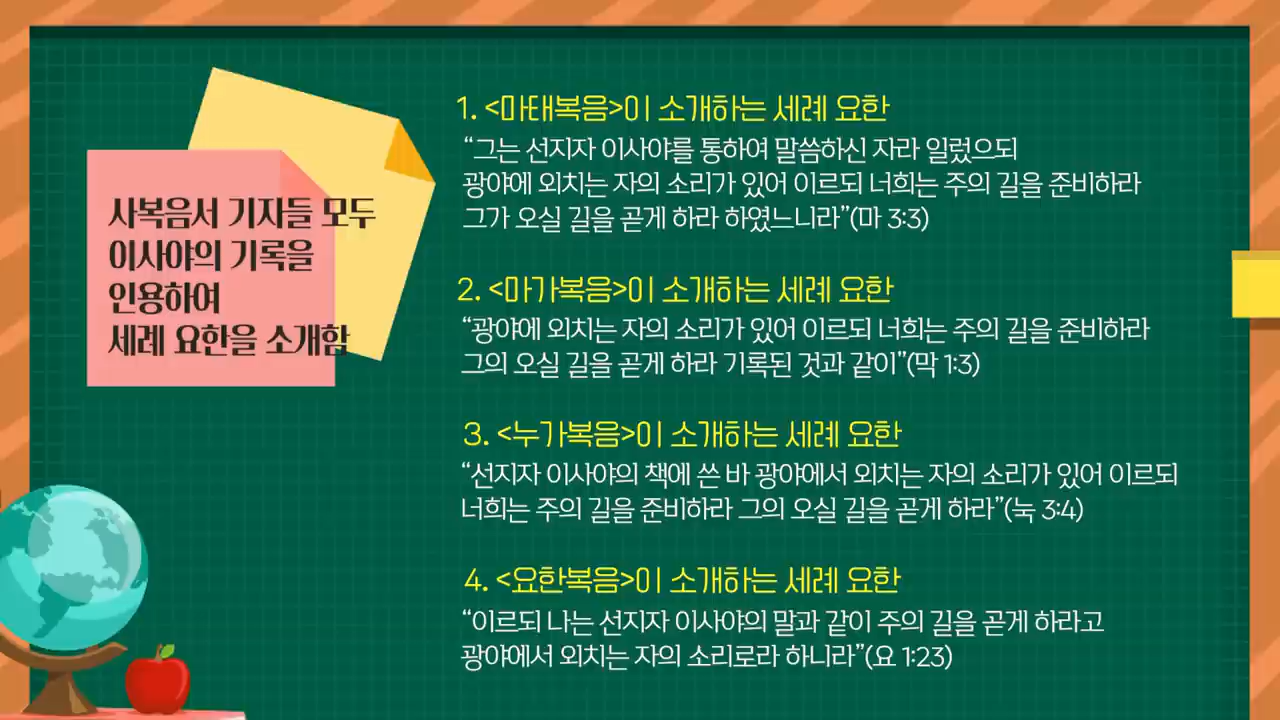 사복음서 기자들 모두
이사야의 기록을
인용하여
세례 요한을 소개함
1. <마태복음>이 소개하는 세례 요한
“그는 선지자 이사야를 통하여 말씀하신 자라 일렀으되
광야에 외치는 자의 소리가 있어 이르되 너희는 주의 길을 준비하라
그가 오실 길을 곧게 하라 하였느니라”(마 3:3)
2. <마가복음>이 소개하는 세례 요한
“광야에 외치는 자의 소리가 있어 이르되 너희는 주의 길을 준비하라
그의 오실 길을 곧게 하라 기록된 것과 같이”(막 1:3)
3. <누가복음>이 소개하는 세례 요한
“선지자 이사야의 책에 쓴 바 광야에서 외치는 자의 소리가 있어 이르되
너희는 주의 길을 준비하라 그의 오실 길을 곧게 하라”(눅 3:4)
4. <요한복음>이 소개하는 세례 요한
“이르되 나는 선지자 이사야의 말과 같이 주의 길을 곧게 하라고
광야에서 외치는 자의 소리로라 하니라”(요 1:23)